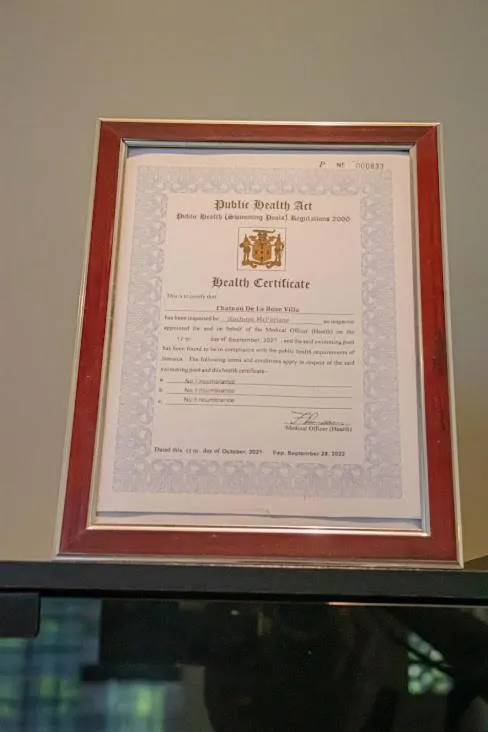 P Nº 000833
Public Health Act
Public Health (Swimming Pools) Regulations 2000
Health Certificate
This is to certify that
Chateau De La Rose Villa
has been inspected by McFarlane an inspector
appointed for and on behalf of the Medical Officer (Health) on the
day of September, 2021, and the said swimming pool
has been found to be in compliance with the public health requirements of
Jamaica. The following terms and conditions apply in respect of the said
swimming pool and this health certificate:-
a. No Encumbrance
b. No Encumbrance
c. No Encumbrance
Medical Officer (Health)
Dated this day of October, 2021 Exp. September 28, 2022